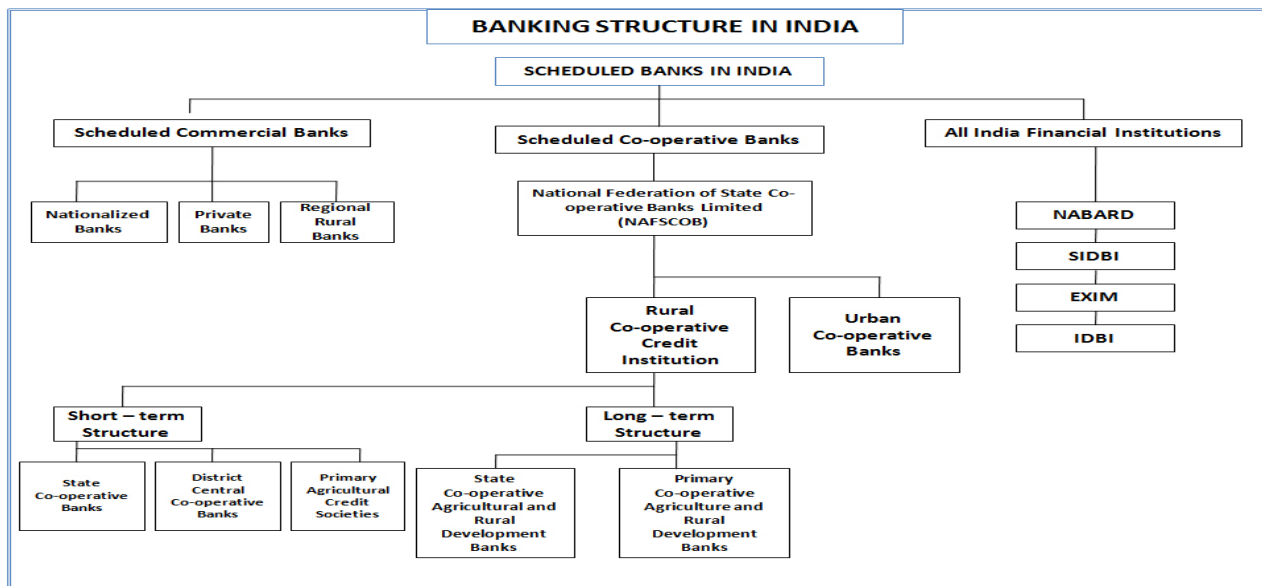 BANKING STRUCTURE IN INDIA
SCHEDULED BANKS IN INDIA
Scheduled Commercial Banks
Scheduled Co-operative Banks
All India Financial Institutions
Nationalized
Banks
Private
Banks
Regional
Rural
Banks
National Federation of State Co-
operative Banks Limited
(NAFSCOB)
NABARD
SIDBI
EXIM
IDBI
Rural
Co-operative
Credit
Institution
Urban
Co-operative
Banks
Short – term
Structure
Long – term
Structure
State
Co-operative
Banks
District
Central
Co-operative
Banks
Primary
Agricultural
Credit
Societies
State
Co-operative
Agricultural and
Rural
Development
Banks
Primary
Co-operative
Agriculture and
Rural
Development
Banks